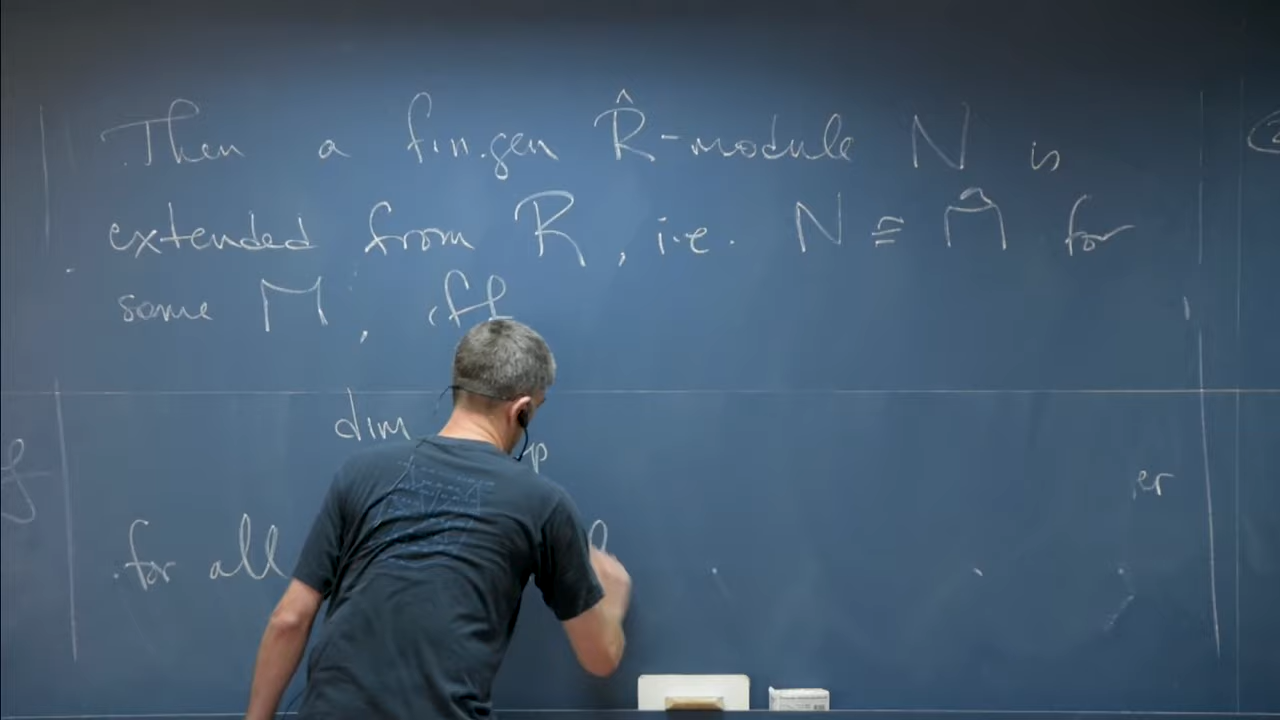 Then a fin.gen R̂-module N is
extended from R, i.e. N ≅ M̂ for
some M, iff
dim p
for all
er